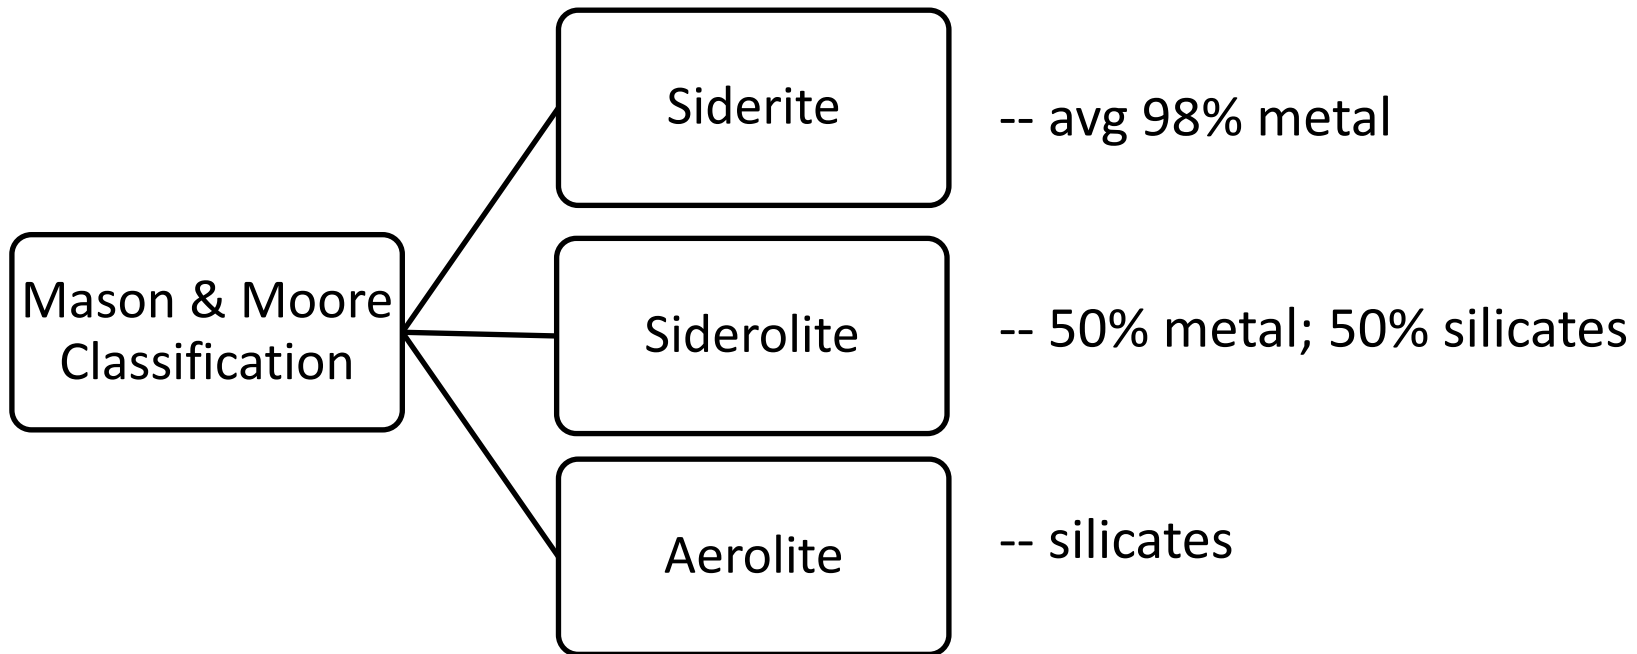 Siderite
-- avg 98% metal
Mason & Moore
Classification
Siderolite
-- 50% metal; 50% silicates
Aerolite
-- silicates